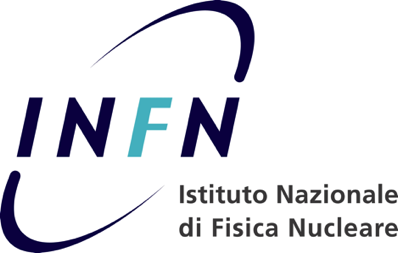 INFN
Istituto Nazionale
di Fisica Nucleare